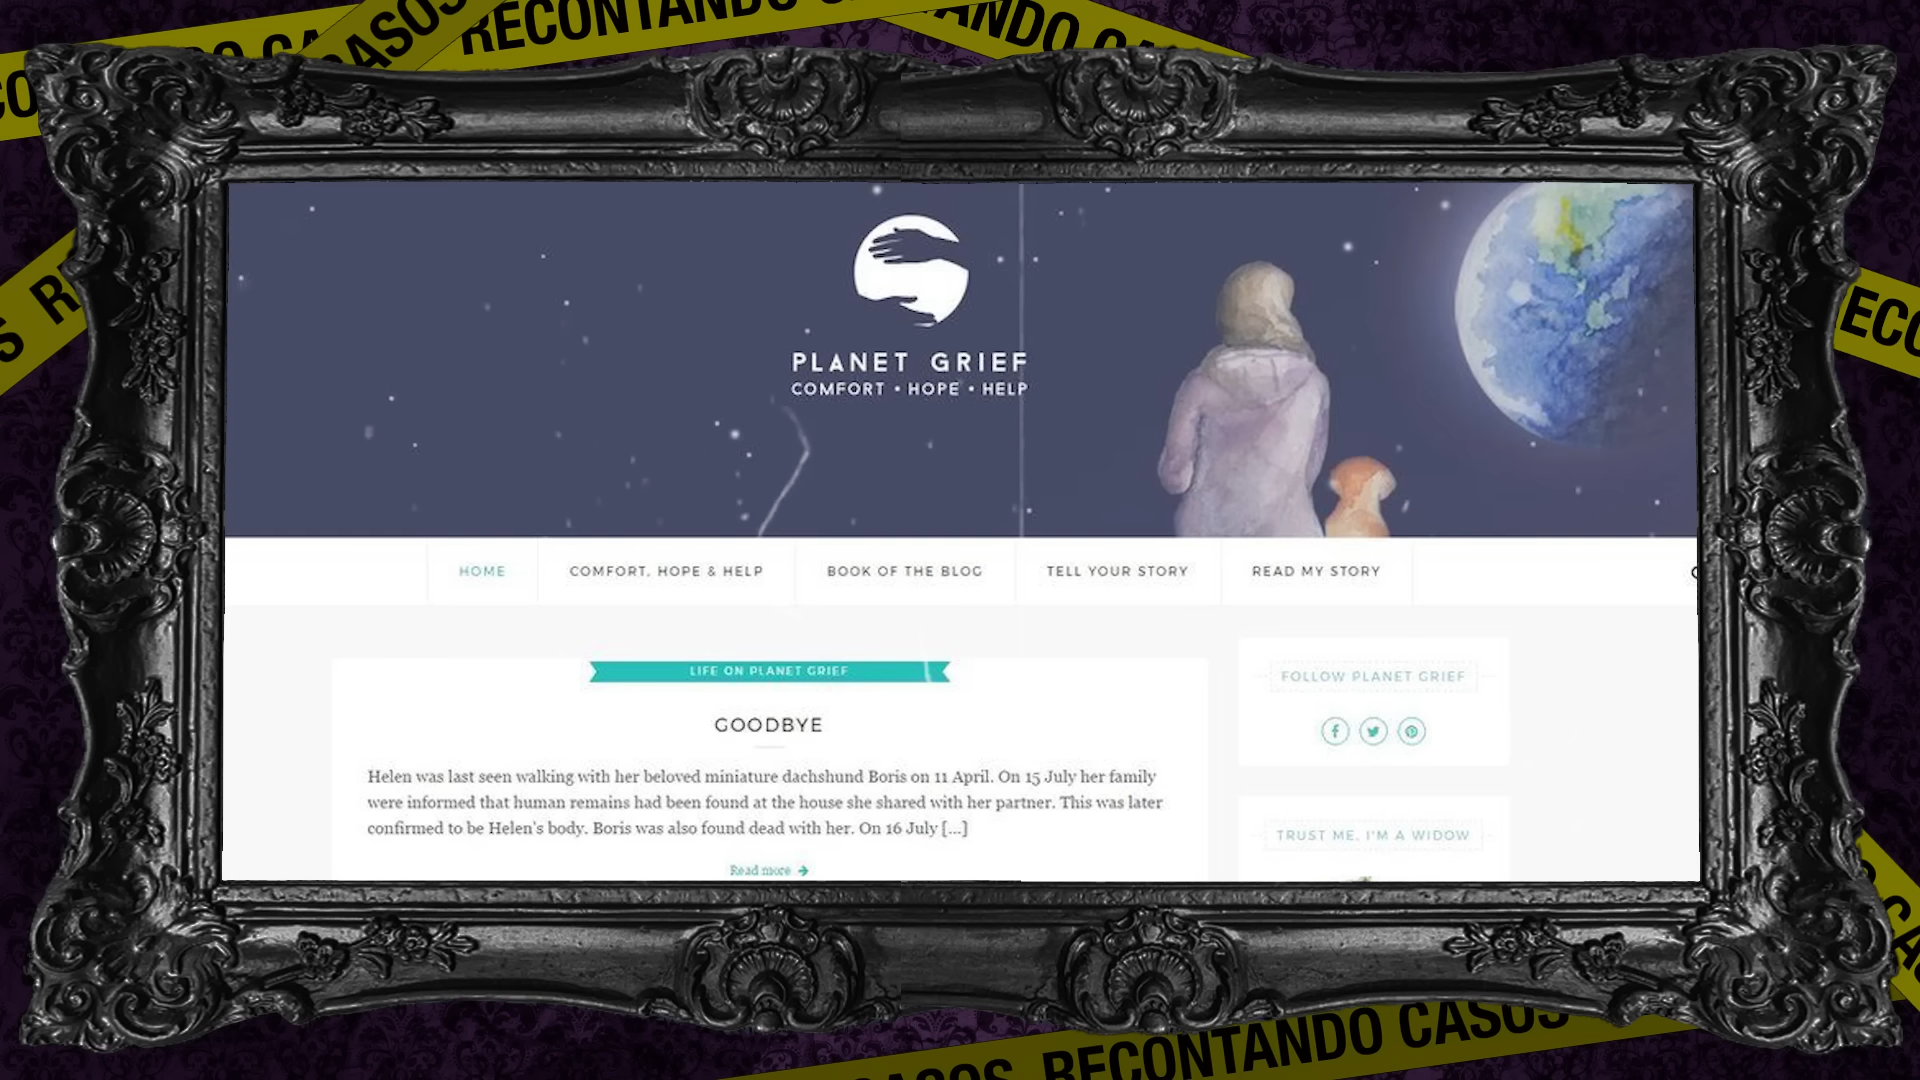 RECONTANDO
CASOS
ANDO CA
RECONTANDO
PLANET GRIEF
COMFORT • HOPE • HELP
HOME
COMFORT, HOPE & HELP
BOOK OF THE BLOG
TELL YOUR STORY
READ MY STORY
LIFE ON PLANET GRIEF
GOODBYE
Helen was last seen walking with her beloved miniature dachshund Boris on 11 April. On 15 July her family
were informed that human remains had been found at the house she shared with her partner. This was later
confirmed to be Helen's body. Boris was also found dead with her. On 16 July [...]
Read more →
FOLLOW PLANET GRIEF
TRUST ME, I'M A WIDOW
CASOS RECONTANDO CASOS